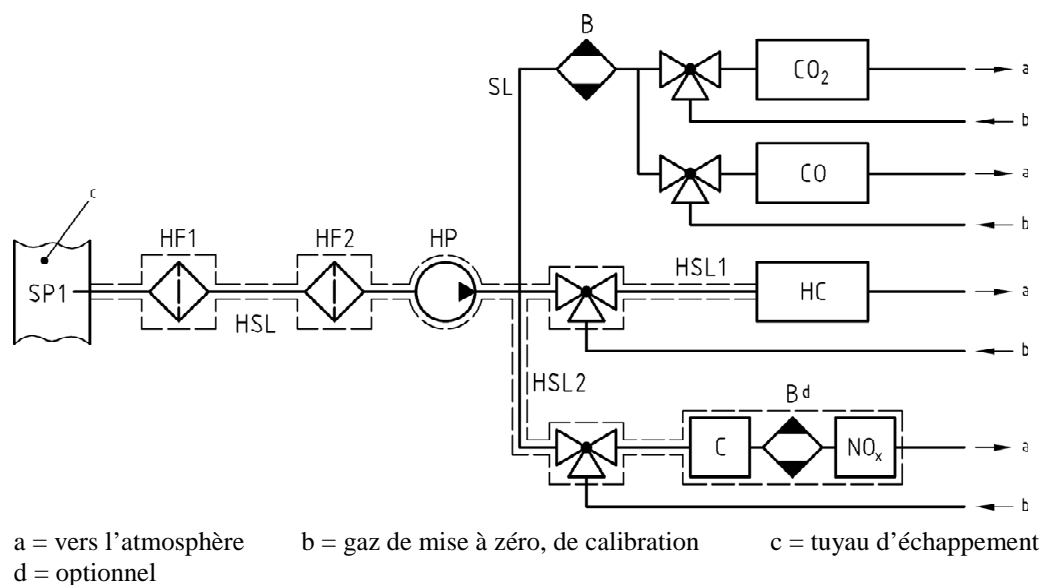 B
SL
CO₂
a
b
CO
a
b
c
HF1
HF2
HP
SP1
HSL
HSL1
HC
a
b
HSL2
Bᵈ
C
NOₓ
a
b
a = vers l’atmosphère b = gaz de mise à zéro, de calibration c = tuyau d’échappement
d = optionnel